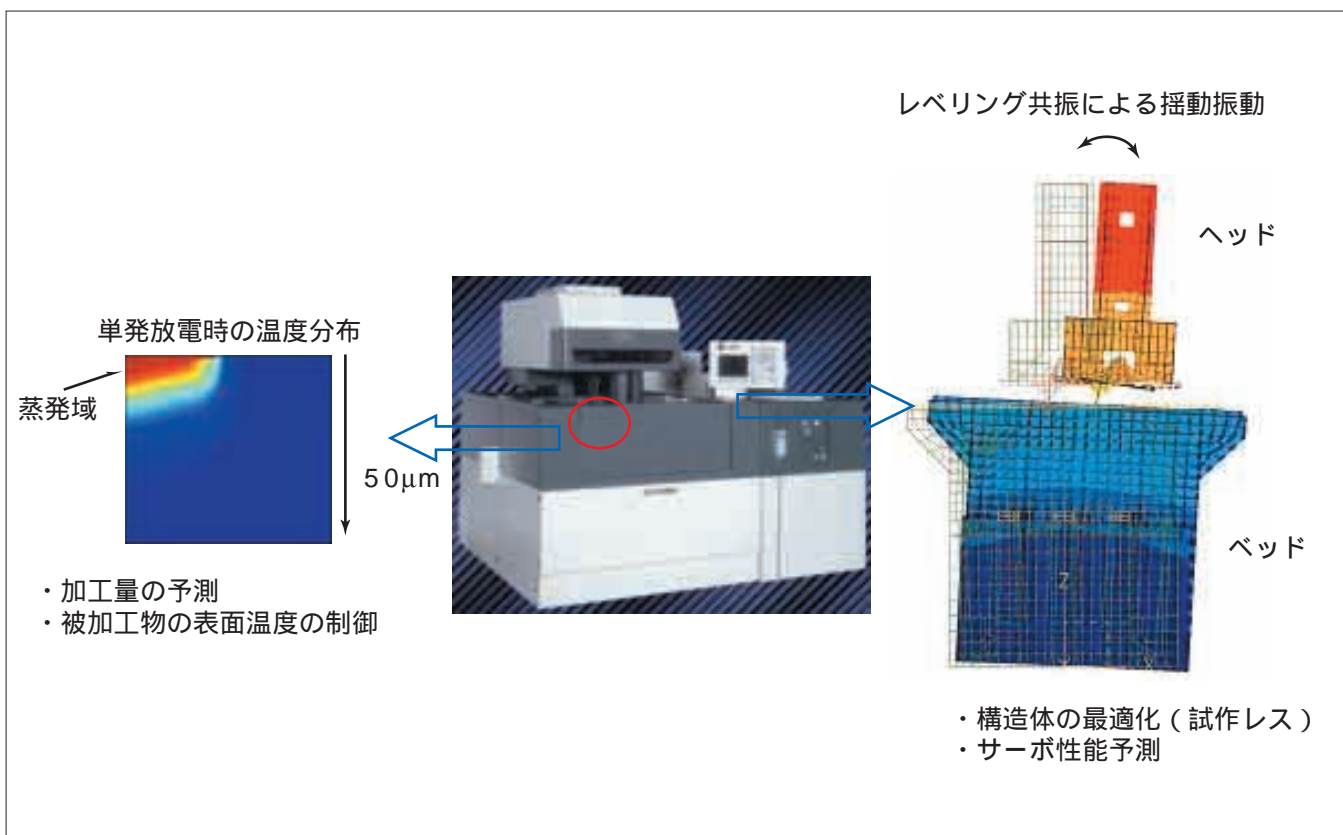 レベリング共振による揺動振動
ヘッド
単発放電時の温度分布
蒸発域
50μm
ベッド
・加工量の予測
・被加工物の表面温度の制御
Z
・構造体の最適化（試作レス）
・サーボ性能予測